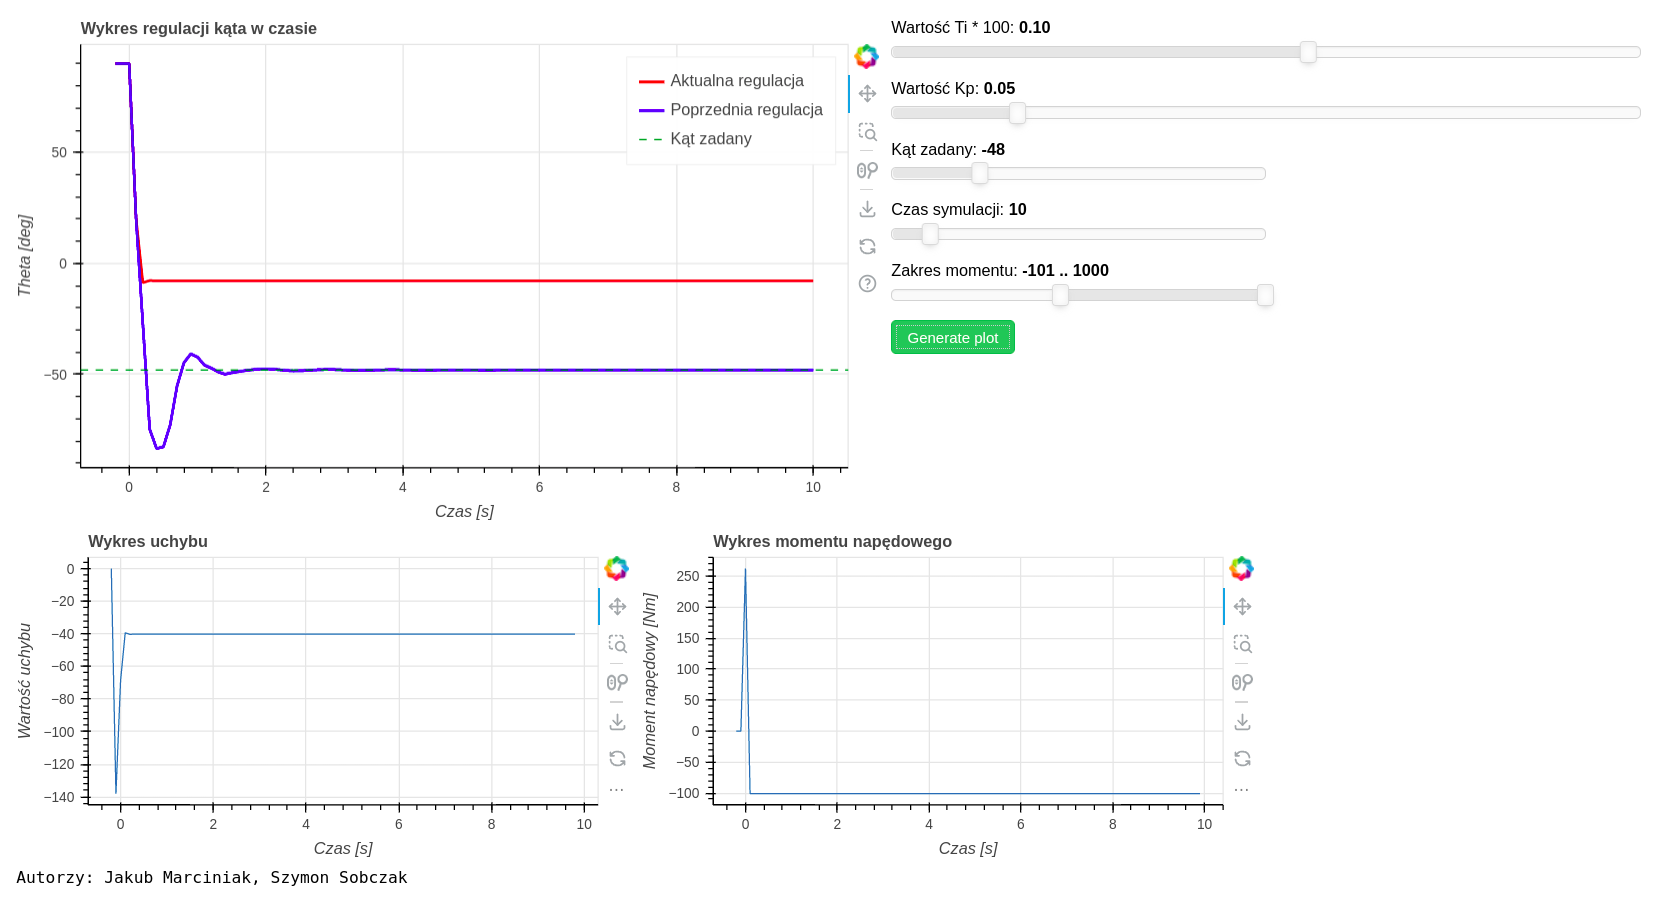 Wykres regulacji kąta w czasie
Aktualna regulacja
Poprzednia regulacja
Kąt zadany
50
0
−50
Theta [deg]
0 2 4 6 8 10
Czas [s]
Wartość Ti * 100: 0.10
Wartość Kp: 0.05
Kąt zadany: -48
Czas symulacji: 10
Zakres momentu: -101 .. 1000
Generate plot
Wykres uchybu
0
−20
−40
−60
−80
−100
−120
−140
Wartość uchybu
0 2 4 6 8 10
Czas [s]
Wykres momentu napędowego
250
200
150
100
50
0
−50
−100
Moment napędowy [Nm]
0 2 4 6 8 10
Czas [s]
Autorzy: Jakub Marciniak, Szymon Sobczak